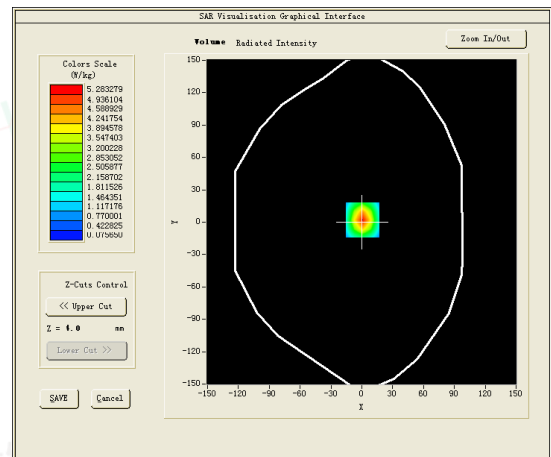 SAR Visualisation Graphical Interface
Volume Radiated Intensity
Zoom In/Out
Colors Scale
(W/kg)
5.283279
4.936104
4.588929
4.241754
3.894578
3.547403
3.200228
2.853052
2.505877
2.158702
1.811526
1.464351
1.117176
0.770001
0.422825
0.075650
Z-Cuts Control
<< Upper Cut
Z = 4.0 mm
Lower Cut >>
SAVE Cancel
150
120
90
60
30
0
-30
-60
-90
-120
-150
Y
-150 -120 -90 -60 -30 0 30 60 90 120 150
X